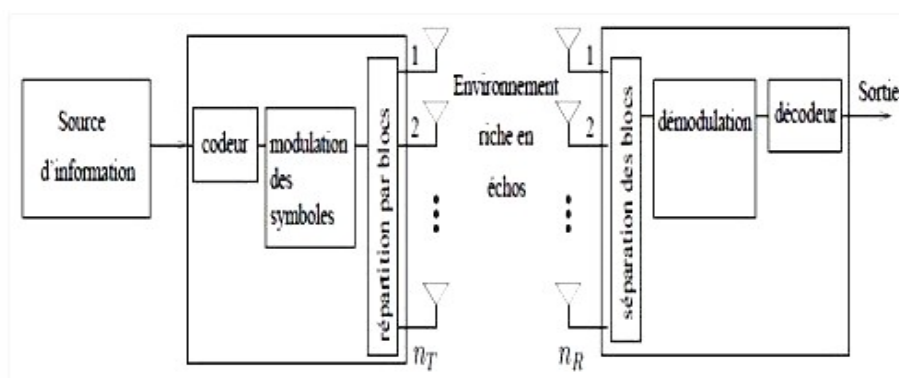 Source
d'information
codeur
modulation
des
symboles
répartition par blocs
1
2
n_T
Environnement
riche en
échos
1
2
n_R
séparation des blocs
démodulation
décodeur
Sortie